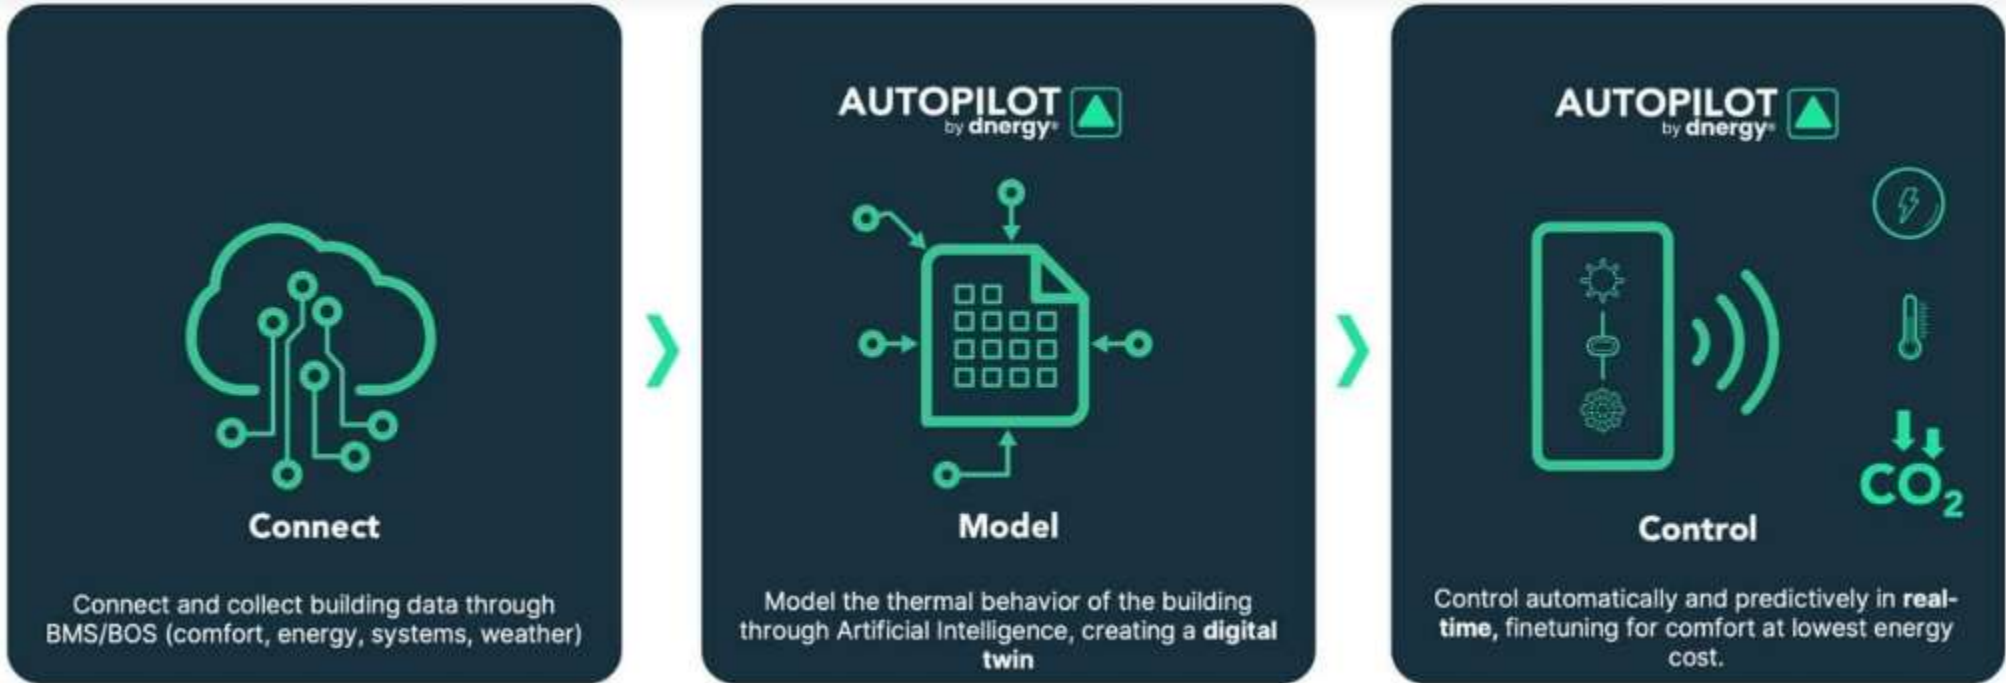 Connect
Connect and collect building data through
BMS/BOS (comfort, energy, systems, weather)
AUTOPILOT
by dnergy®
Model
Model the thermal behavior of the building
through Artificial Intelligence, creating a digital
twin
AUTOPILOT
by dnergy®
CO₂
Control
Control automatically and predictively in real-
time, finetuning for comfort at lowest energy
cost.